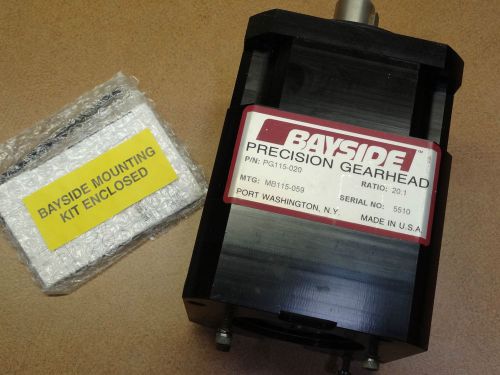 BAYSIDE MOUNTING
KIT ENCLOSED
BAYSIDE™
PRECISION GEARHEAD
P/N: PG115-020
RATIO: 20:1
MTG: MB115-059
SERIAL NO: 5510
PORT WASHINGTON, N.Y.
MADE IN U.S.A.